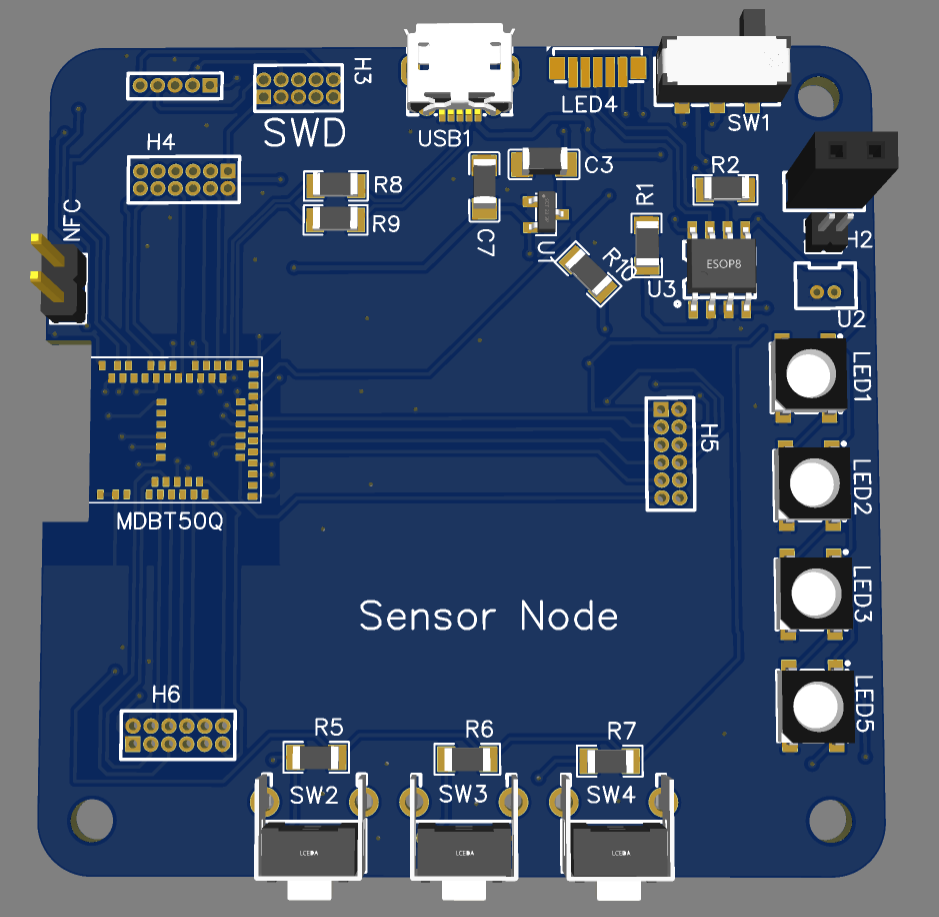 H3
SWD
USB1
LED4
SW1
H4
R8
R9
C7
C3
U1
R10
R1
R2
U3
ESOP8
H2
U2
NFC
LED1
MDBT50Q
H5
LED2
LED3
Sensor Node
LED5
H6
R5
R6
R7
SW2
SW3
SW4
LCEDA
LCEDA
LCEDA